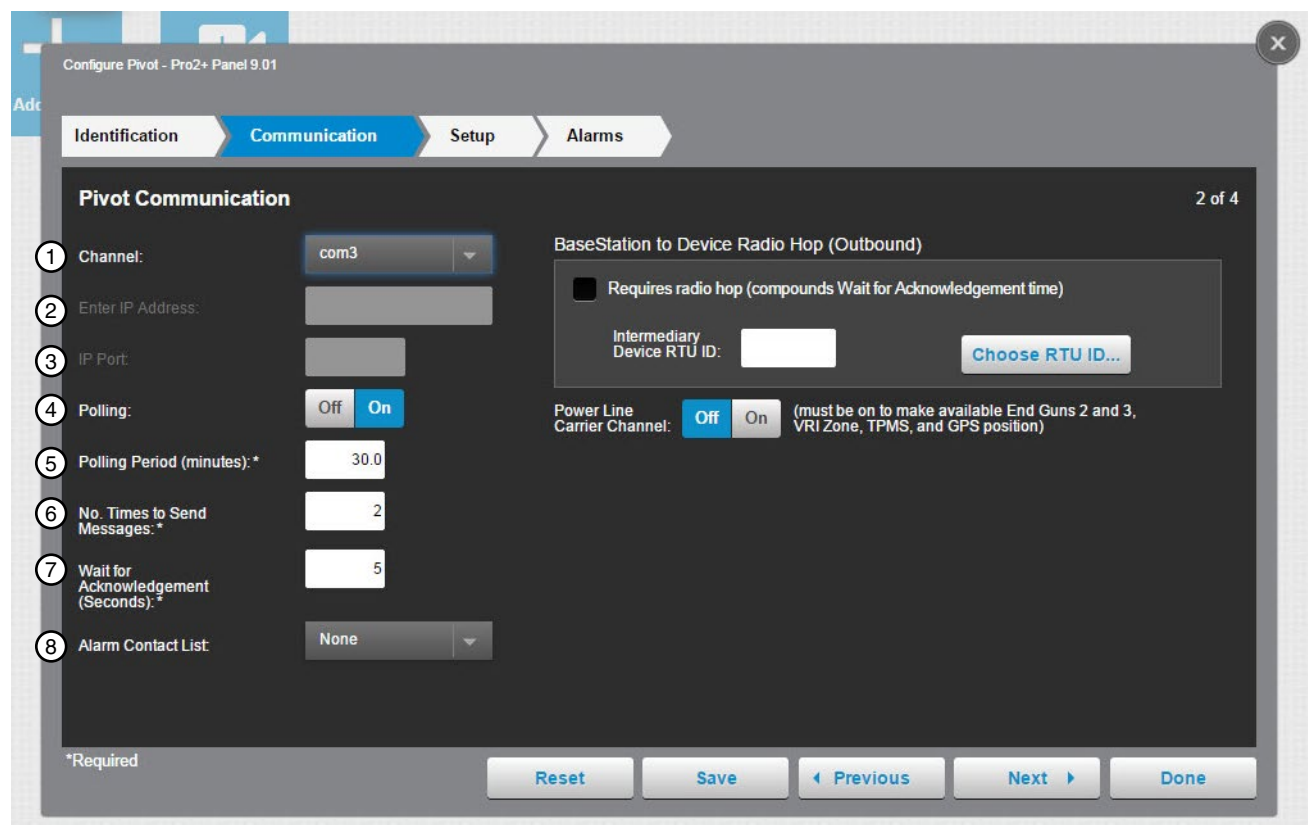 Add
Configure Pivot - Pro2+ Panel 9.01
Identification
Communication
Setup
Alarms
Pivot Communication
2 of 4
1
Channel:
com3
2
Enter IP Address:
3
IP Port:
4
Polling:
Off
On
5
Polling Period (minutes):*
30.0
6
No. Times to Send
Messages:*
2
7
Wait for
Acknowledgement
(Seconds):*
5
8
Alarm Contact List:
None
BaseStation to Device Radio Hop (Outbound)
Requires radio hop (compounds Wait for Acknowledgement time)
Intermediary
Device RTU ID:
Choose RTU ID...
Power Line
Carrier Channel:
Off
On
(must be on to make available End Guns 2 and 3,
VRI Zone, TPMS, and GPS position)
*Required
Reset
Save
Previous
Next
Done